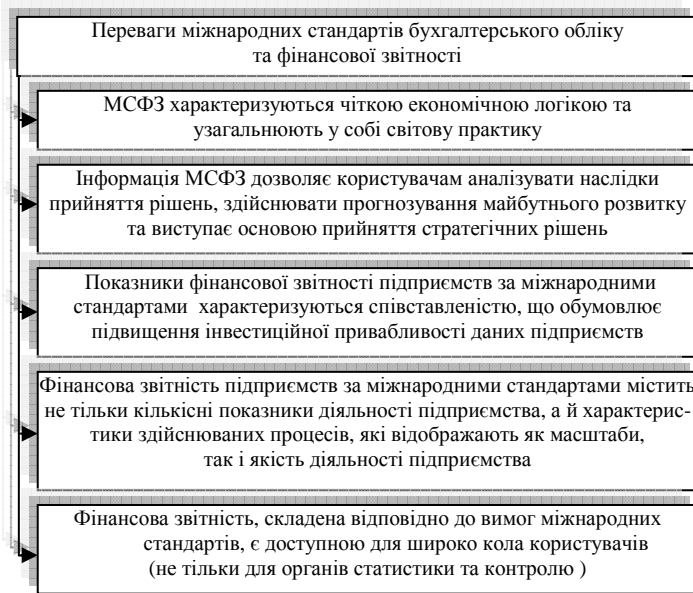 Переваги міжнародних стандартів бухгалтерського обліку
та фінансової звітності
МСФЗ характеризуються чіткою економічною логікою та
узагальнюють у собі світову практику
Інформація МСФЗ дозволяє користувачам аналізувати наслідки
прийняття рішень, здійснювати прогнозування майбутнього розвитку
та виступає основою прийняття стратегічних рішень
Показники фінансової звітності підприємств за міжнародними
стандартами характеризуються співставленістю, що обумовлює
підвищення інвестиційної привабливості даних підприємств
Фінансова звітність підприємств за міжнародними стандартами містить
не тільки кількісні показники діяльності підприємства, а й характерис-
тики здійснюваних процесів, які відображають як масштаби,
так і якість діяльності підприємства
Фінансова звітність, складена відповідно до вимог міжнародних
стандартів, є доступною для широко кола користувачів
(не тільки для органів статистики та контролю )